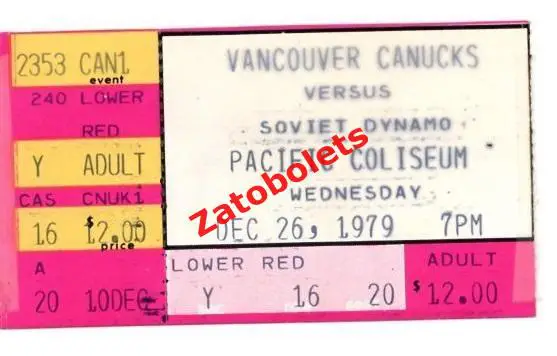 2353 CAN1
event
240 LOWER
RED
Y ADULT
CAS CNUK1
16 $12.00
price
A
20 10DEC
VANCOUVER CANUCKS
VERSUS
SOVIET DYNAMO
PACIFIC COLISEUM
WEDNESDAY
DEC 26, 1979 7PM
Zatobolets
LOWER RED ADULT
Y 16 20 $12.00